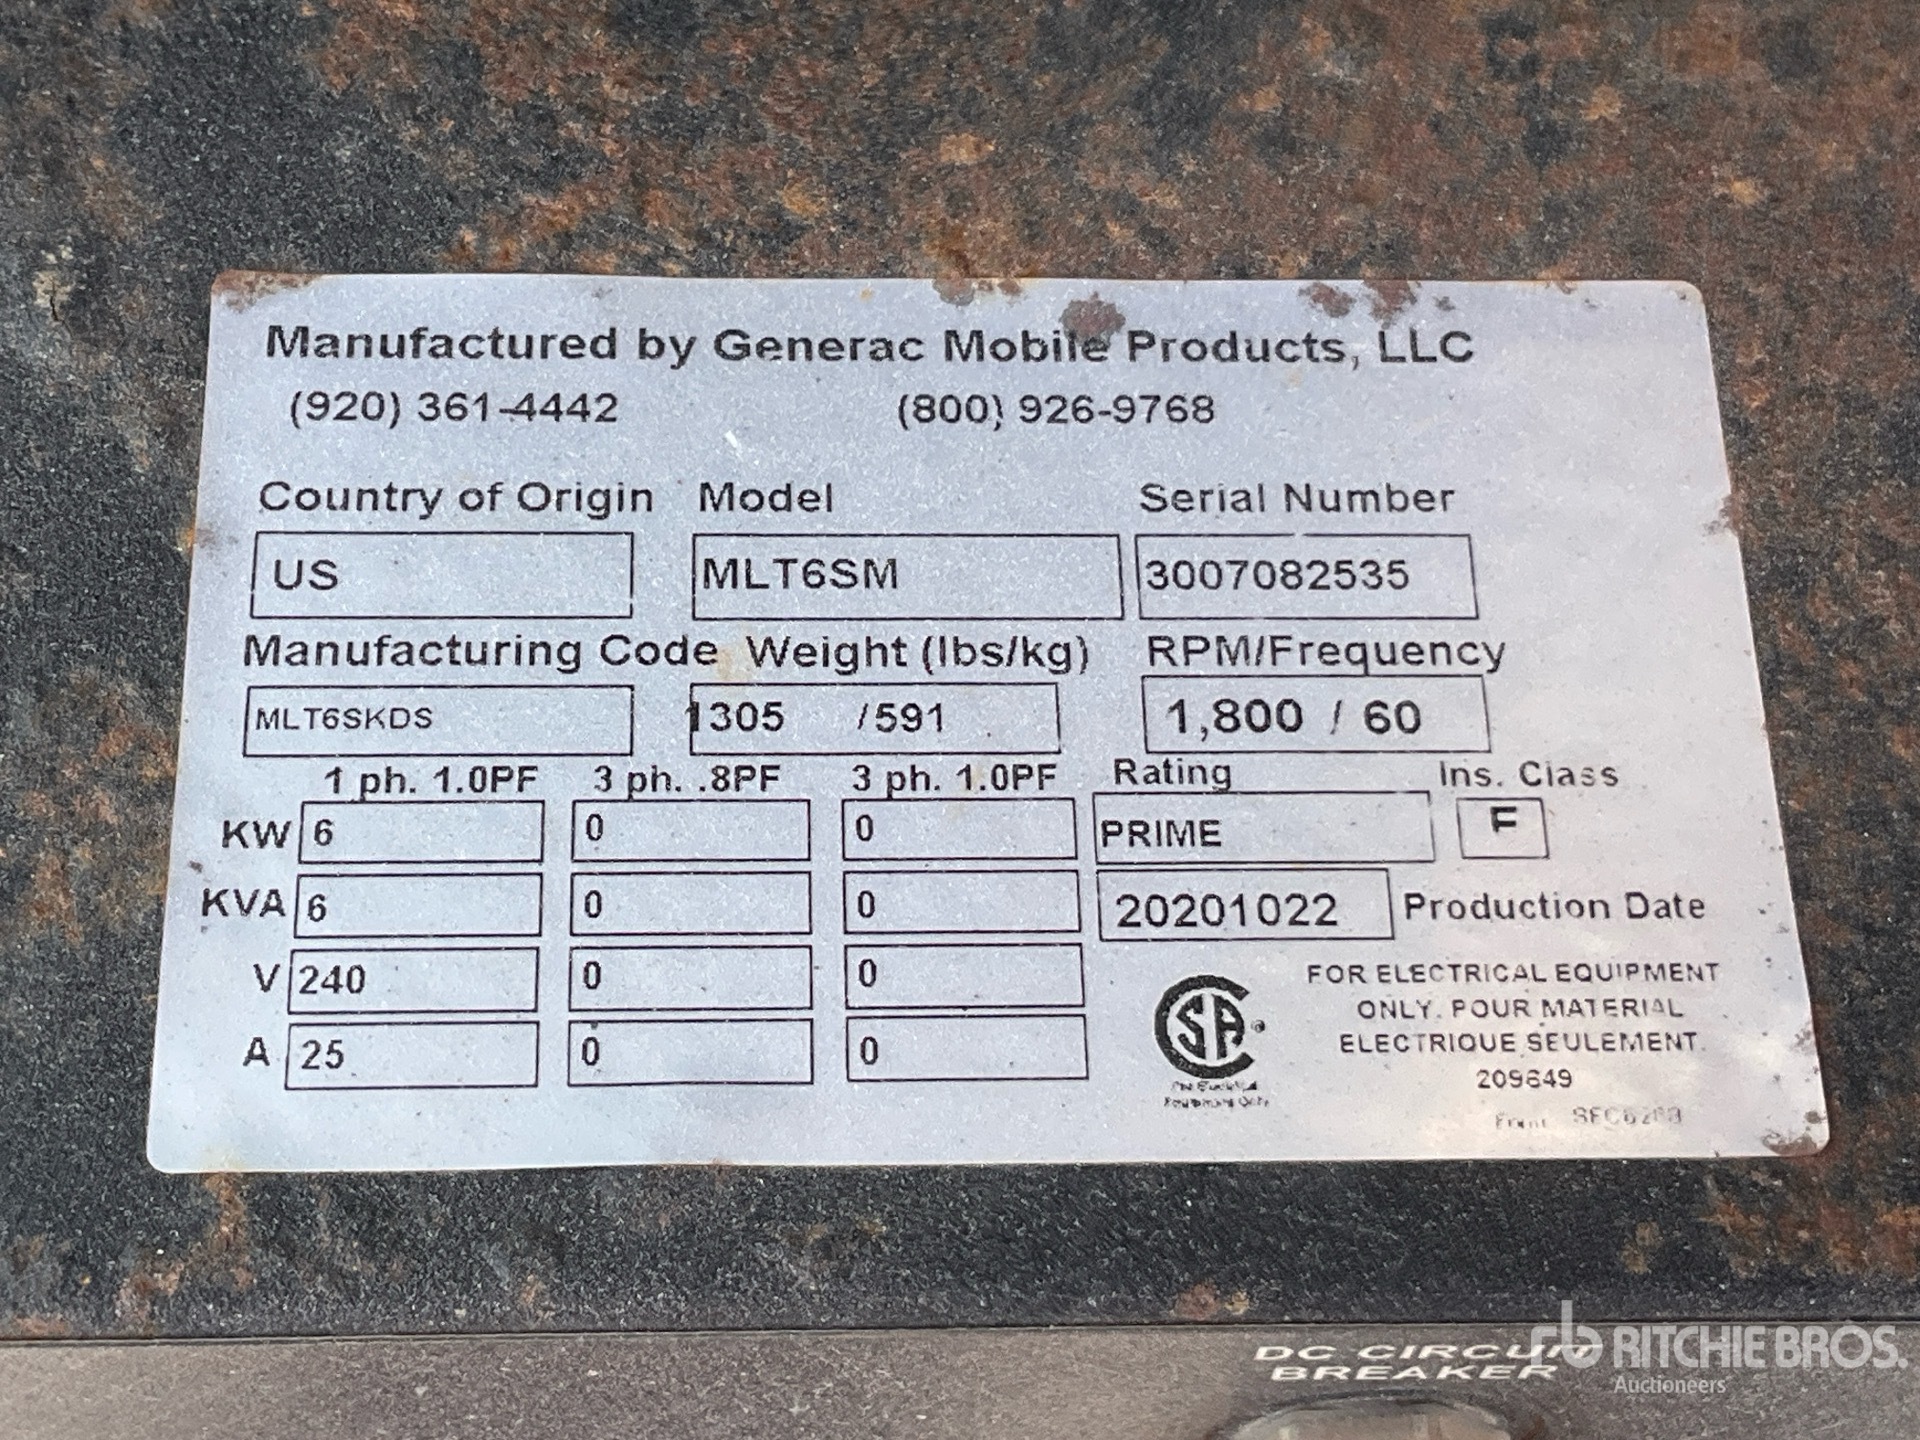 Manufactured by Generac Mobile Products, LLC
(920) 361-4442 (800) 926-9768
Country of Origin Model Serial Number
US MLT6SM 3007082535
Manufacturing Code Weight (lbs/kg) RPM/Frequency
MLT6SKDS 1305 /591 1,800 / 60
1 ph. 1.0PF 3 ph. .8PF 3 ph. 1.0PF Rating Ins. Class
KW 6 0 0 PRIME F
KVA 6 0 0 20201022 Production Date
V 240 0 0
A 25 0 0
FOR ELECTRICAL EQUIPMENT
ONLY. POUR MATERIAL
ELECTRIQUE SEULEMENT.
209649
CSA
Equipment Only
DC CIRCUIT
BREAKER
rb RITCHIE BROS.
Auctioneers